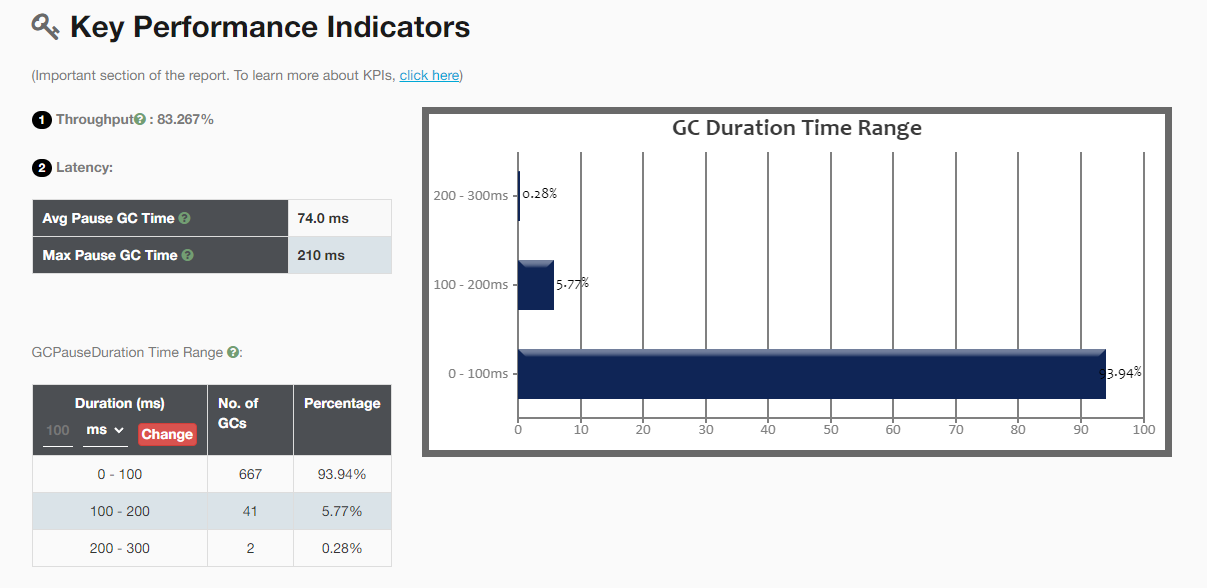 Key Performance Indicators
(Important section of the report. To learn more about KPIs, click here)
1 Throughput? : 83.267%
2 Latency:
Avg Pause GC Time ? 74.0 ms
Max Pause GC Time ? 210 ms
GCPauseDuration Time Range ?:
Duration (ms) No. of GCs Percentage
100 ms Change
0 - 100 667 93.94%
100 - 200 41 5.77%
200 - 300 2 0.28%
GC Duration Time Range
200 - 300ms 0.28%
100 - 200ms 5.77%
0 - 100ms 93.94%
0 10 20 30 40 50 60 70 80 90 100